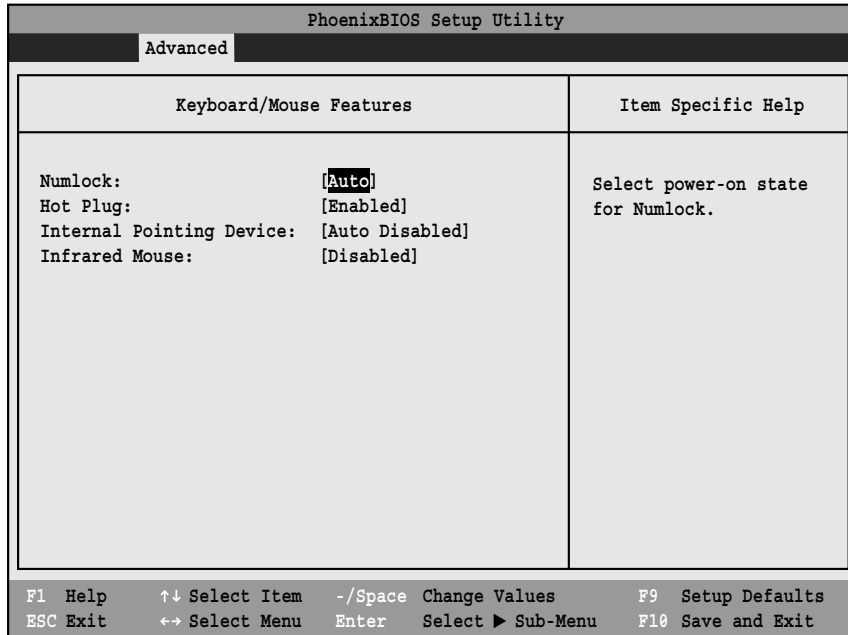 PhoenixBIOS Setup Utility
Advanced
Keyboard/Mouse Features
Item Specific Help
Numlock: [Auto]
Hot Plug: [Enabled]
Internal Pointing Device: [Auto Disabled]
Infrared Mouse: [Disabled]
Select power-on state
for Numlock.
F1 Help ↑↓ Select Item -/Space Change Values F9 Setup Defaults
ESC Exit ←→ Select Menu Enter Select ▶ Sub-Menu F10 Save and Exit